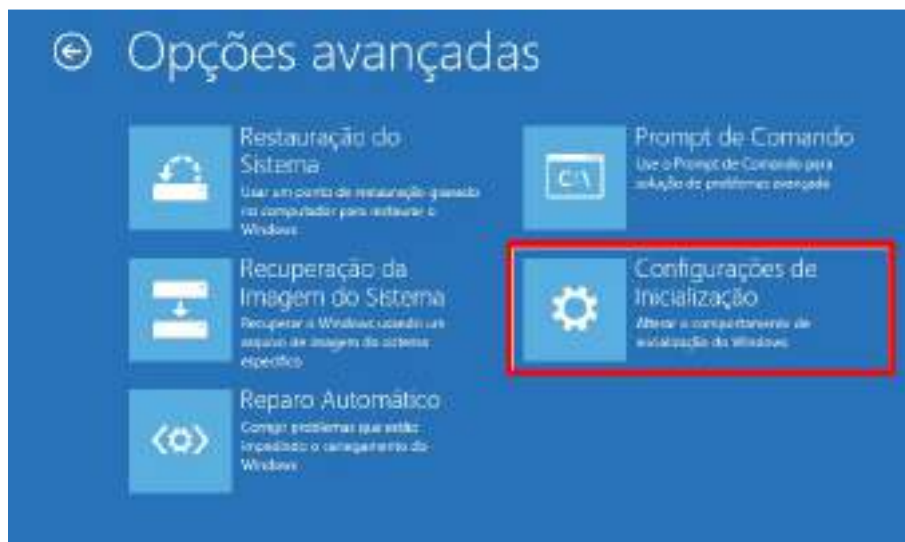 Opções avançadas
Restauração do
Sistema
Usar um ponto de restauração gravado
no computador para restaurar o
Windows
Recuperação da
Imagem do Sistema
Recuperar o Windows usando um
arquivo de imagem do sistema
específico
Reparo Automático
Corrigir problemas que estão
impedindo o carregamento do
Windows
Prompt de Comando
Use o Prompt de Comando para
solução de problemas avançada
C:\
Configurações de
Inicialização
Alterar o comportamento de
inicialização do Windows